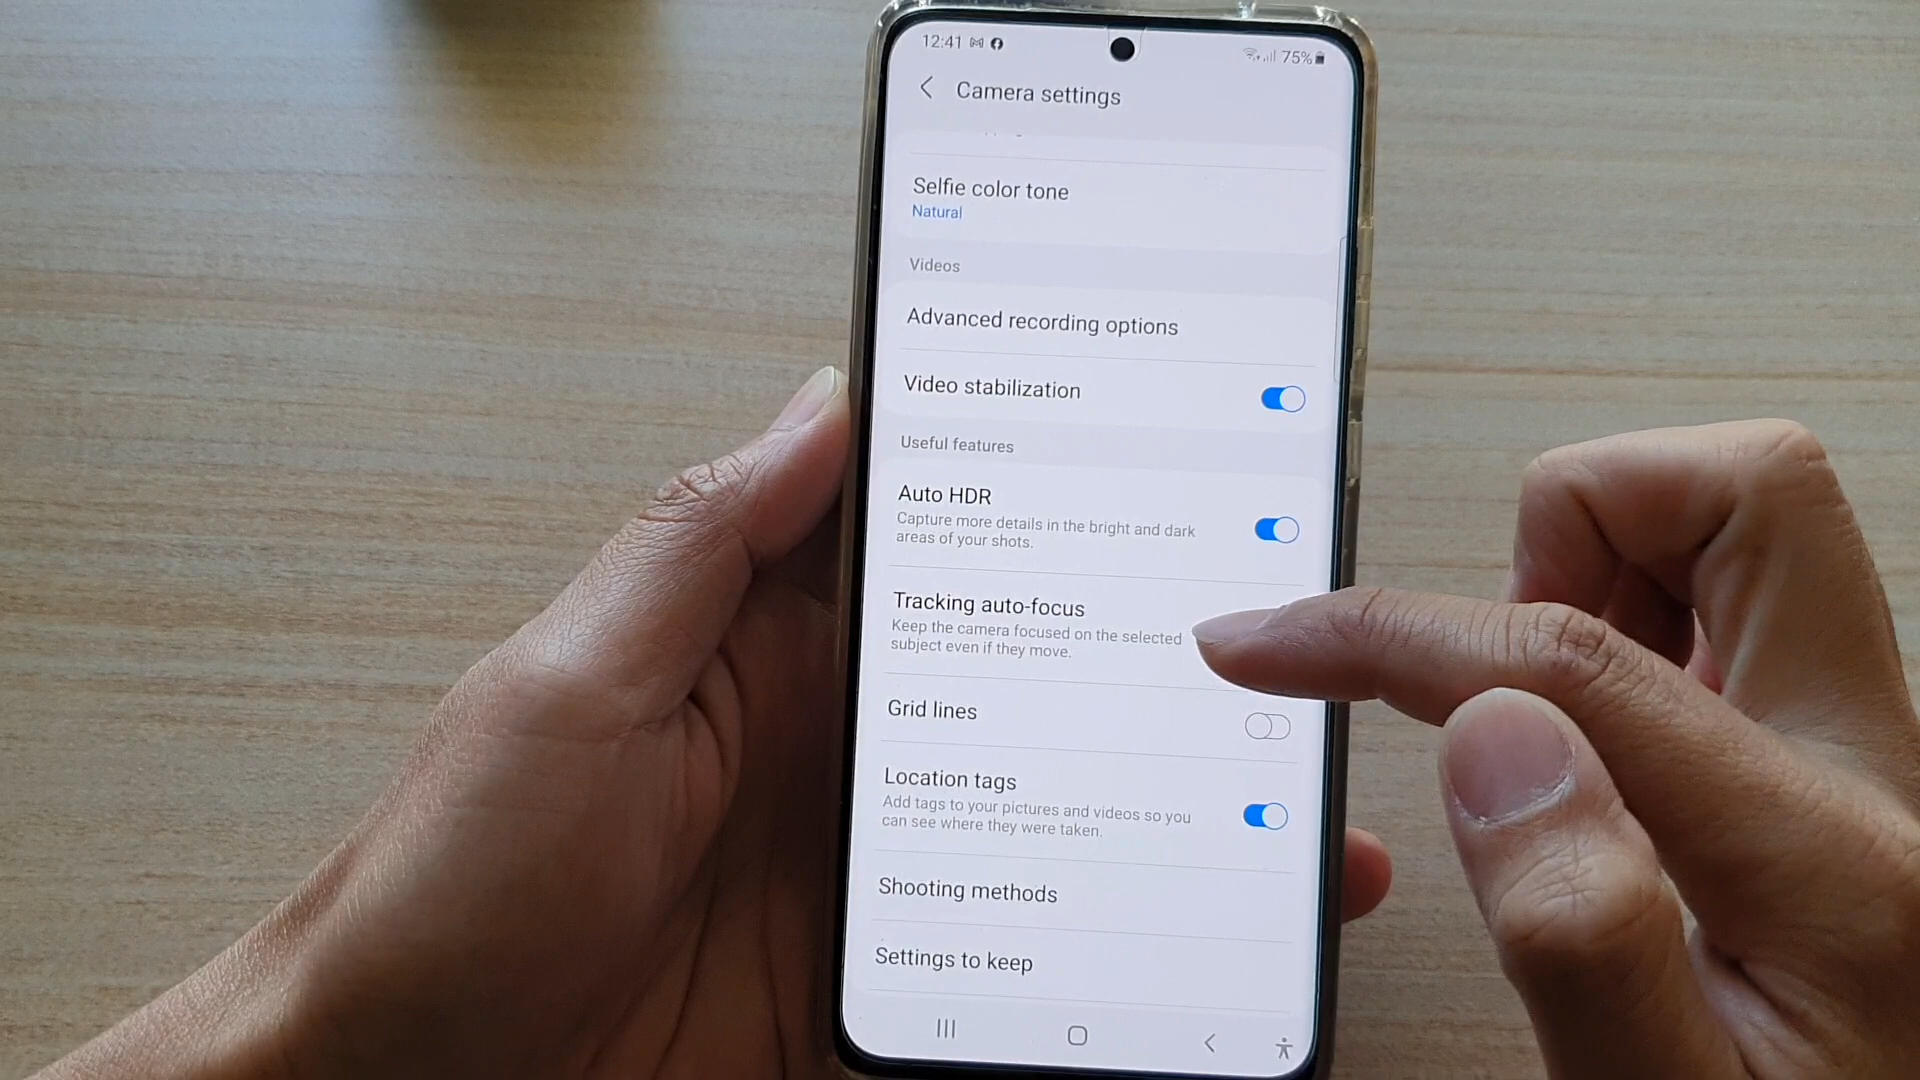 12:41
75%
Camera settings
Selfie color tone
Natural
Videos
Advanced recording options
Video stabilization
Useful features
Auto HDR
Capture more details in the bright and dark
areas of your shots.
Tracking auto-focus
Keep the camera focused on the selected
subject even if they move.
Grid lines
Location tags
Add tags to your pictures and videos so you
can see where they were taken.
Shooting methods
Settings to keep